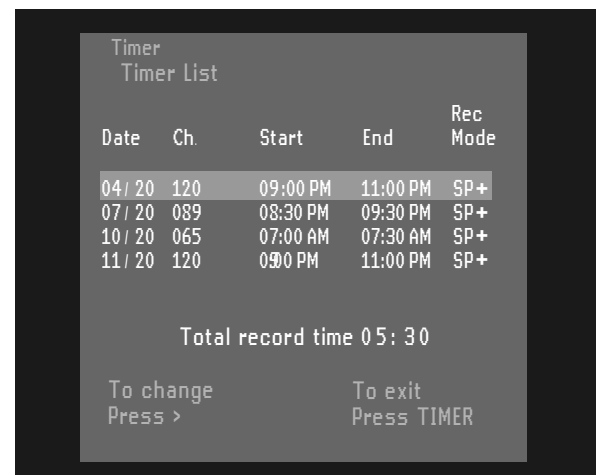 Timer
Timer List
Rec
Date Ch. Start End Mode
04/ 20 120 09:00 PM 11:00 PM SP+
07/ 20 089 08:30 PM 09:30 PM SP+
10/ 20 065 07:00 AM 07:30 AM SP+
11/ 20 120 09:00 PM 11:00 PM SP+
Total record time 05: 30
To change To exit
Press > Press TIMER